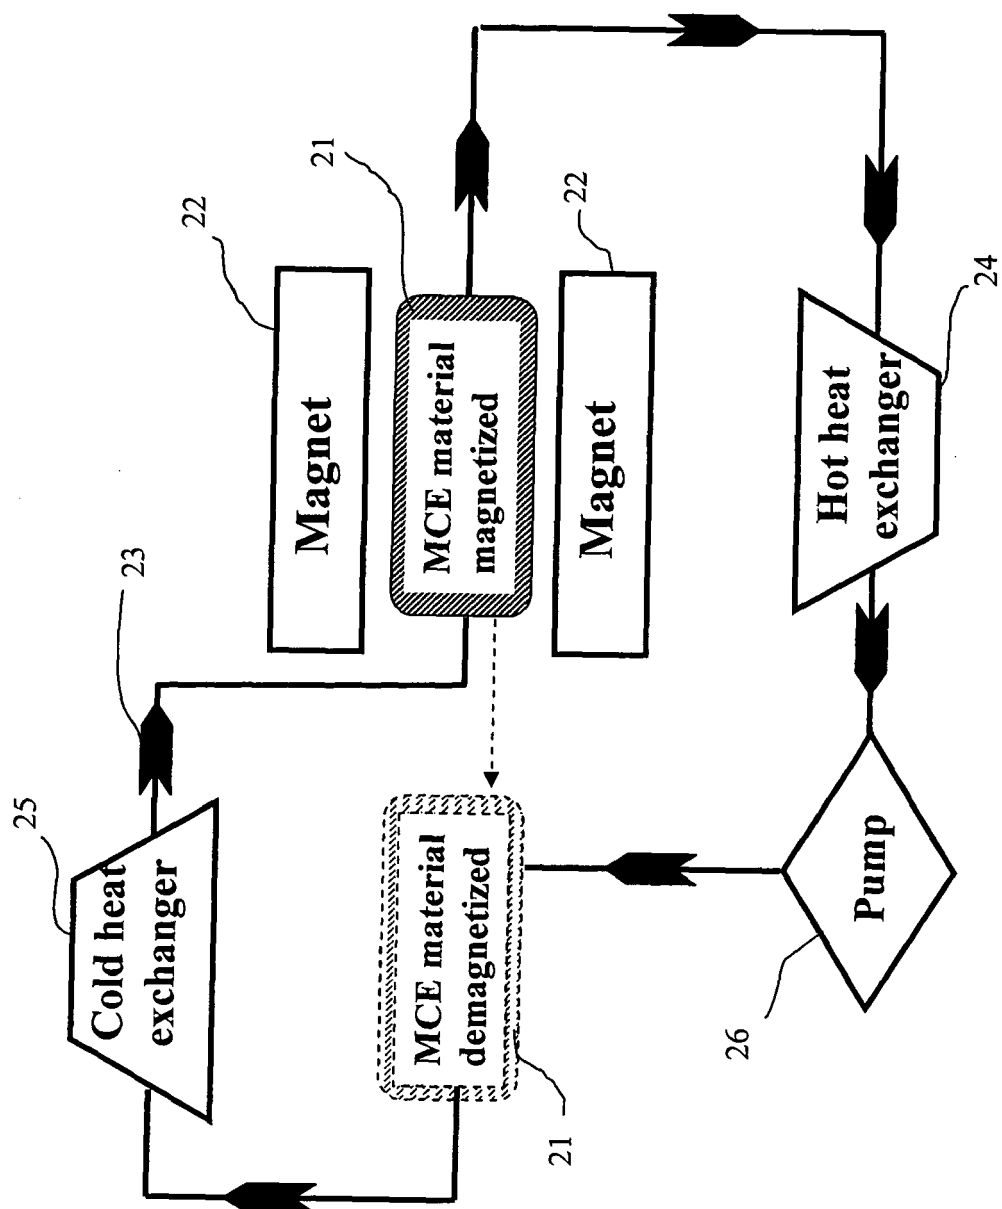 25
Cold heat
exchanger
23
22
Magnet
21
MCE material
magnetized
22
Magnet
MCE material
demagnetized
21
24
Hot heat
exchanger
26
Pump